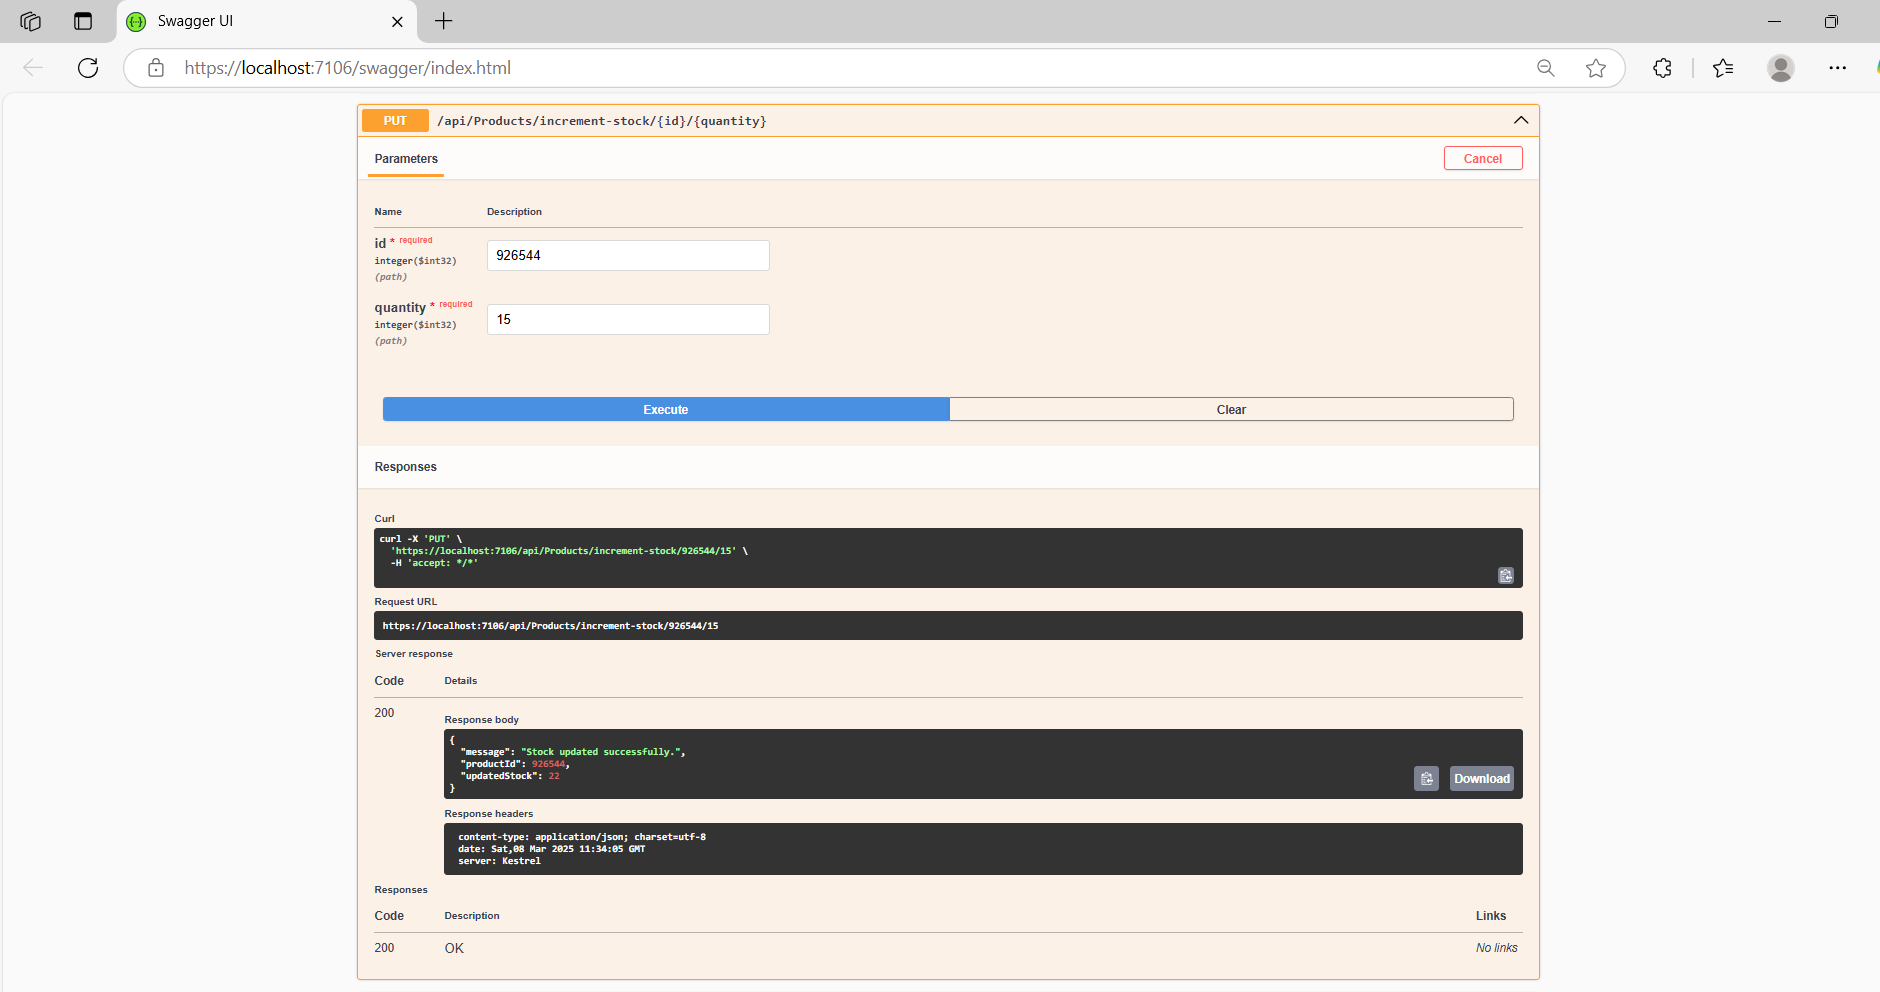 Swagger UI
https://localhost:7106/swagger/index.html
PUT /api/Products/increment-stock/{id}/{quantity}
Parameters
Cancel
Name Description
id * required
integer($int32)
(path)
926544
quantity * required
integer($int32)
(path)
15
Execute
Clear
Responses
Curl
curl -X 'PUT' \
'https://localhost:7106/api/Products/increment-stock/926544/15' \
-H 'accept: */*'
Request URL
https://localhost:7106/api/Products/increment-stock/926544/15
Server response
Code Details
200
Response body
{
"message": "Stock updated successfully.",
"productId": 926544,
"updatedStock": 22
}
Download
Response headers
content-type: application/json; charset=utf-8
date: Sat,08 Mar 2025 11:34:05 GMT
server: Kestrel
Responses
Code Description Links
200 OK No links